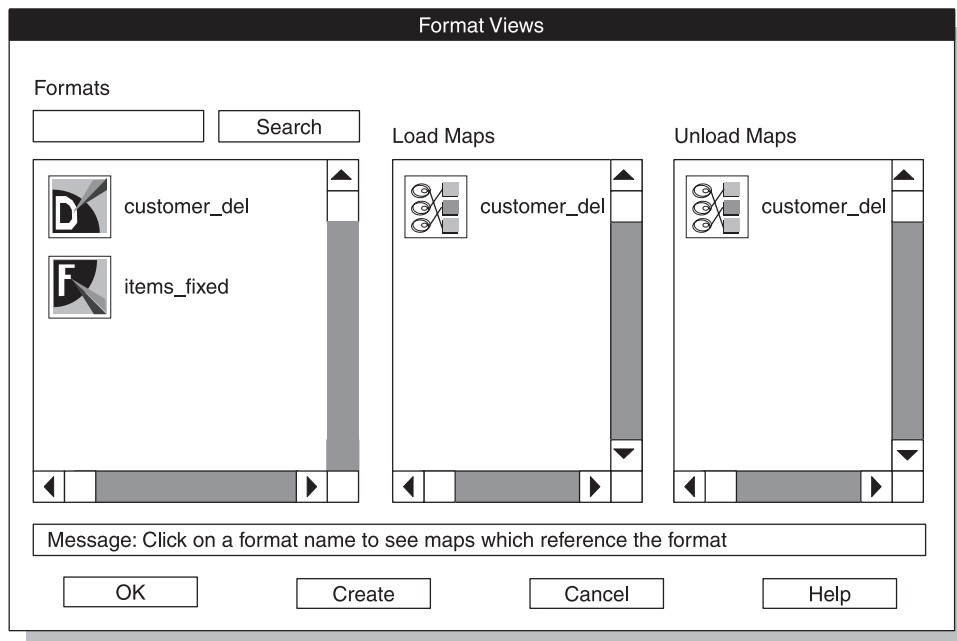 Format Views
Formats
Search
Load Maps
Unload Maps
D customer_del
customer_del
customer_del
F items_fixed
Message: Click on a format name to see maps which reference the format
OK Create Cancel Help